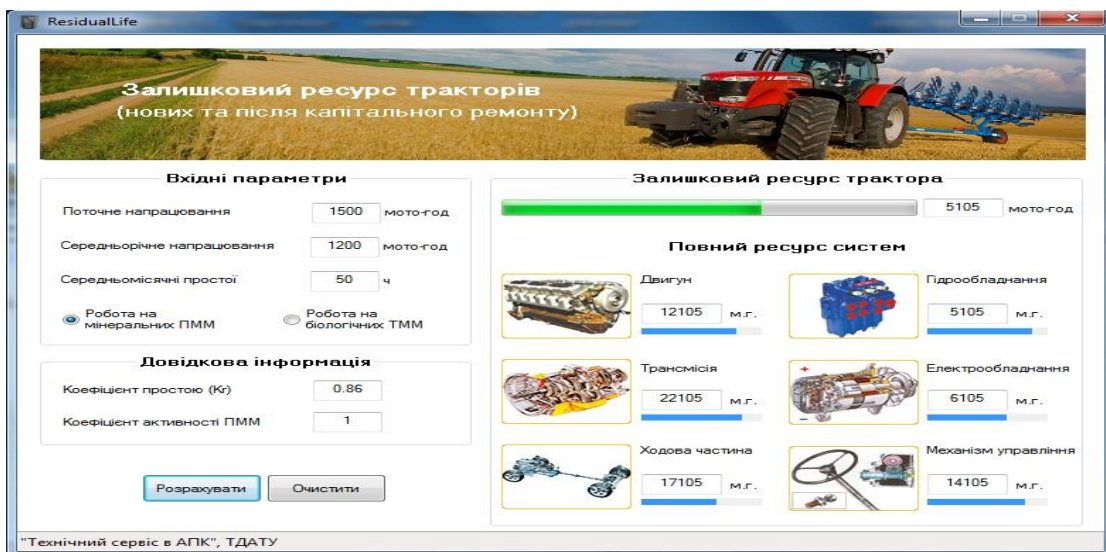 ResidualLife
Залишковий ресурс тракторів
(нових та після капітального ремонту)
Вхідні параметри
Поточне напрацювання 1500 мото-год
Середньорічне напрацювання 1200 мото-год
Середньомісячні простої 50 ч
Робота на
мінеральних ПММ
Робота на
біологічних ТММ
Довідкова інформація
Коефіцієнт простою (Кг) 0.86
Коефіцієнт активності ПММ 1
Розрахувати Очистити
Залишковий ресурс трактора
5105 мото-год
Повний ресурс систем
Двигун
12105 м.г.
Гідрообладнання
5105 м.г.
Трансмісія
22105 м.г.
Електрообладнання
6105 м.г.
Ходова частина
17105 м.г.
Механізм управління
14105 м.г.
"Технічний сервіс в АПК", ТДАТУ